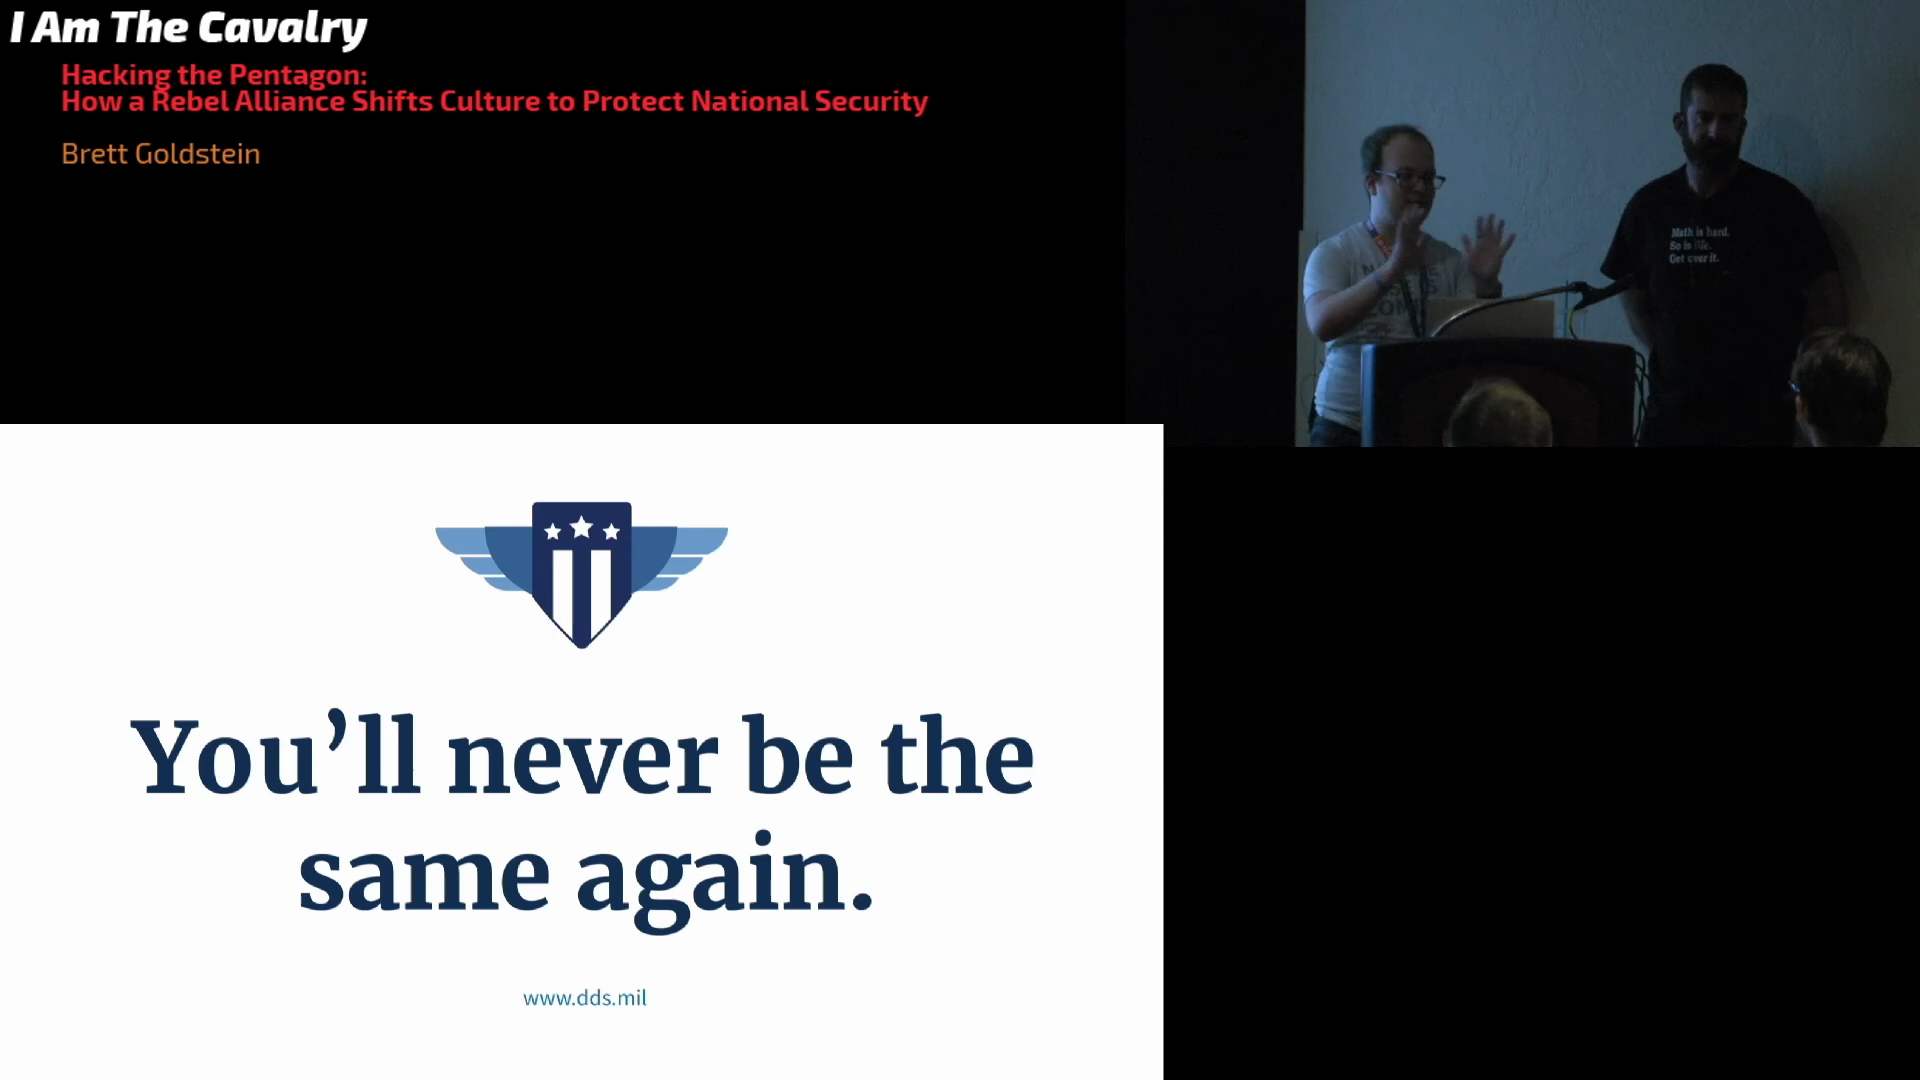 I Am The Cavalry
Hacking the Pentagon:
How a Rebel Alliance Shifts Culture to Protect National Security
Brett Goldstein
Math is hard.
So is life.
Get over it.
You’ll never be the
same again.
www.dds.mil